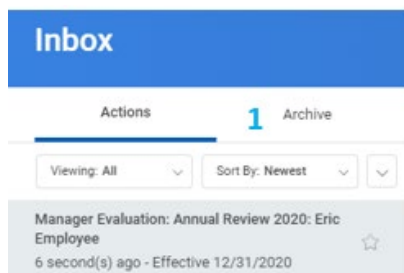 Inbox
Actions
1
Archive
Viewing: All
Sort By: Newest
Manager Evaluation: Annual Review 2020: Eric
Employee
6 second(s) ago - Effective 12/31/2020